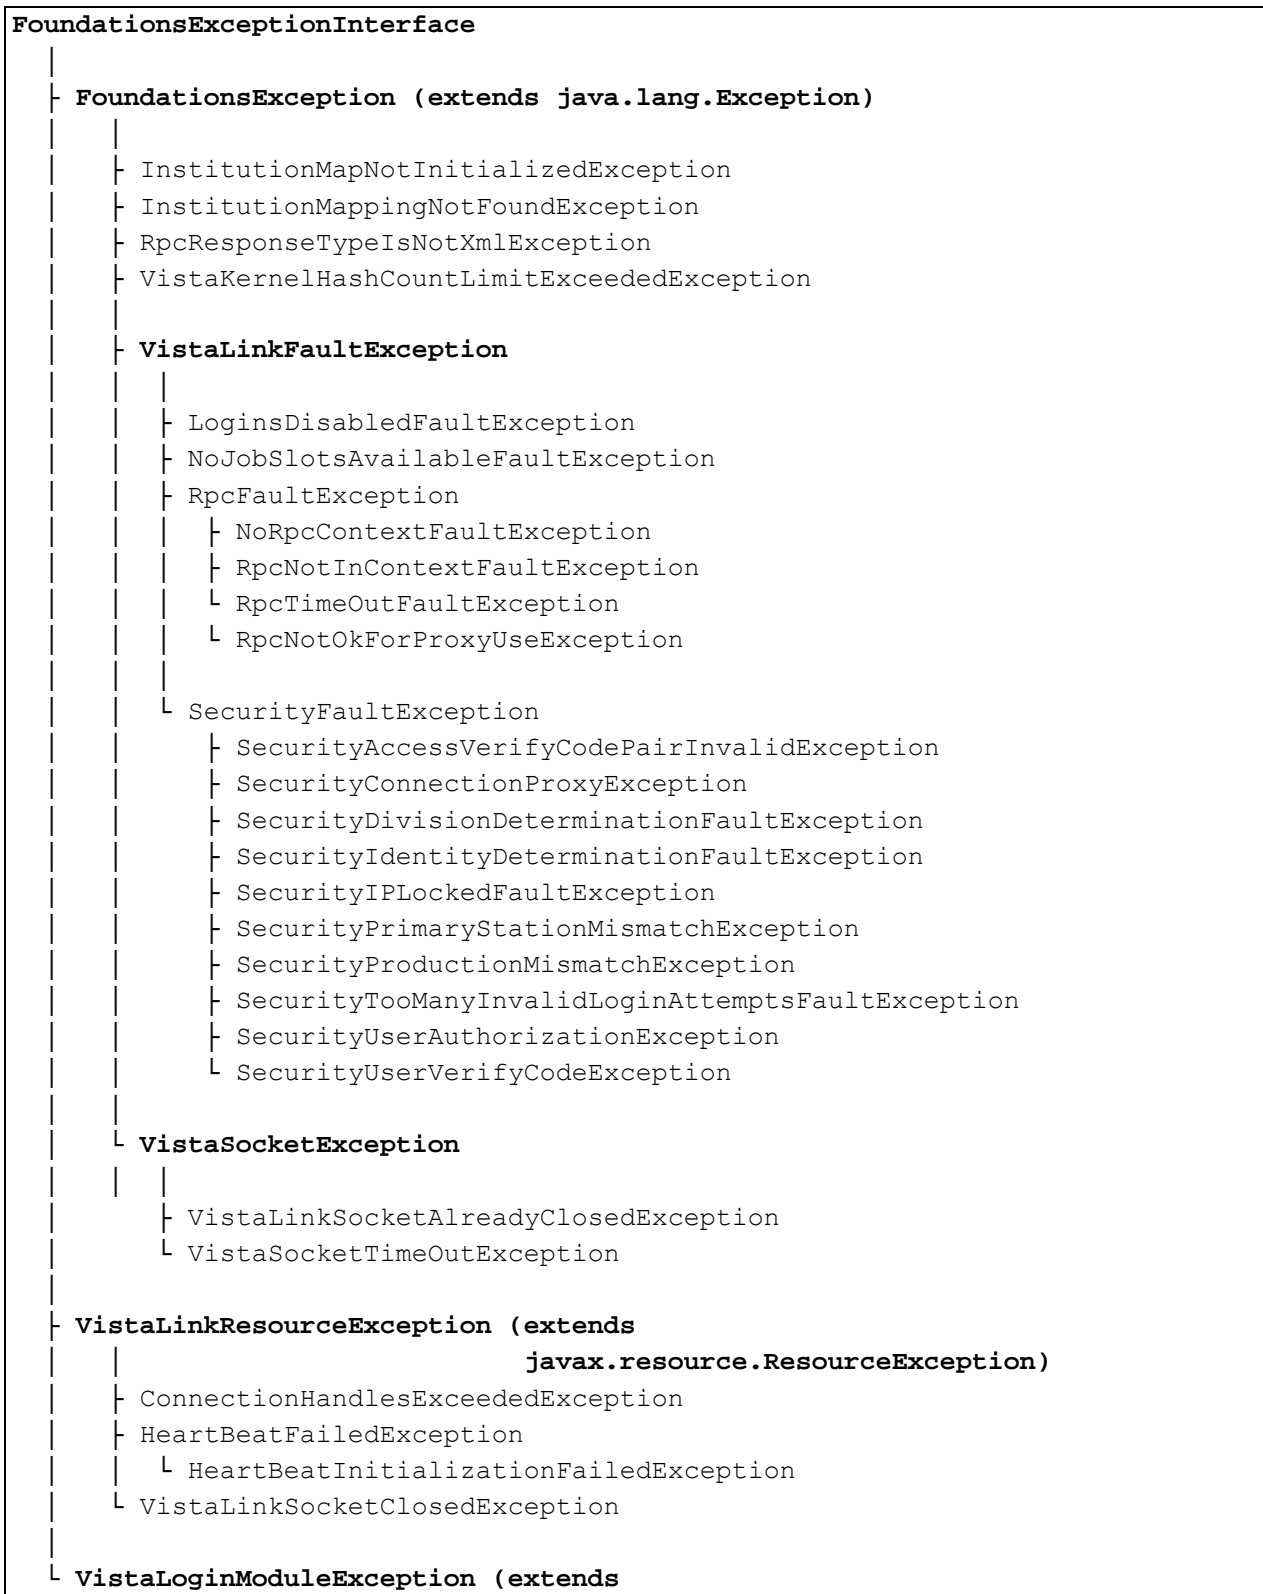 FoundationsExceptionInterface
FoundationsException (extends java.lang.Exception)
InstitutionMapNotInitializedException
InstitutionMappingNotFoundException
RpcResponseTypeIsNotXmlException
VistaKernelHashCountLimitExceededException
VistaLinkFaultException
LoginsDisabledFaultException
NoJobSlotsAvailableFaultException
RpcFaultException
NoRpcContextFaultException
RpcNotInContextFaultException
RpcTimeOutFaultException
RpcNotOkForProxyUseException
SecurityFaultException
SecurityAccessVerifyCodePairInvalidException
SecurityConnectionProxyException
SecurityDivisionDeterminationFaultException
SecurityIdentityDeterminationFaultException
SecurityIPLockedFaultException
SecurityPrimaryStationMismatchException
SecurityProductionMismatchException
SecurityTooManyInvalidLoginAttemptsFaultException
SecurityUserAuthorizationException
SecurityUserVerifyCodeException
VistaSocketException
VistaLinkSocketAlreadyClosedException
VistaSocketTimeOutException
VistaLinkResourceException (extends
javax.resource.ResourceException)
ConnectionHandlesExceededException
HeartBeatFailedException
HeartBeatInitializationFailedException
VistaLinkSocketClosedException
VistaLoginModuleException (extends